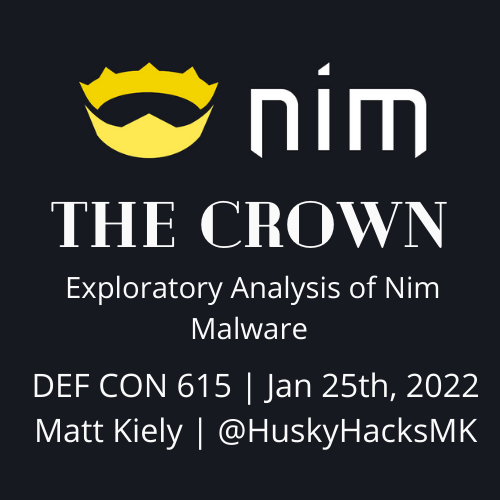 nim
THE CROWN
Exploratory Analysis of Nim
Malware
DEF CON 615 | Jan 25th, 2022
Matt Kiely | @HuskyHacksMK